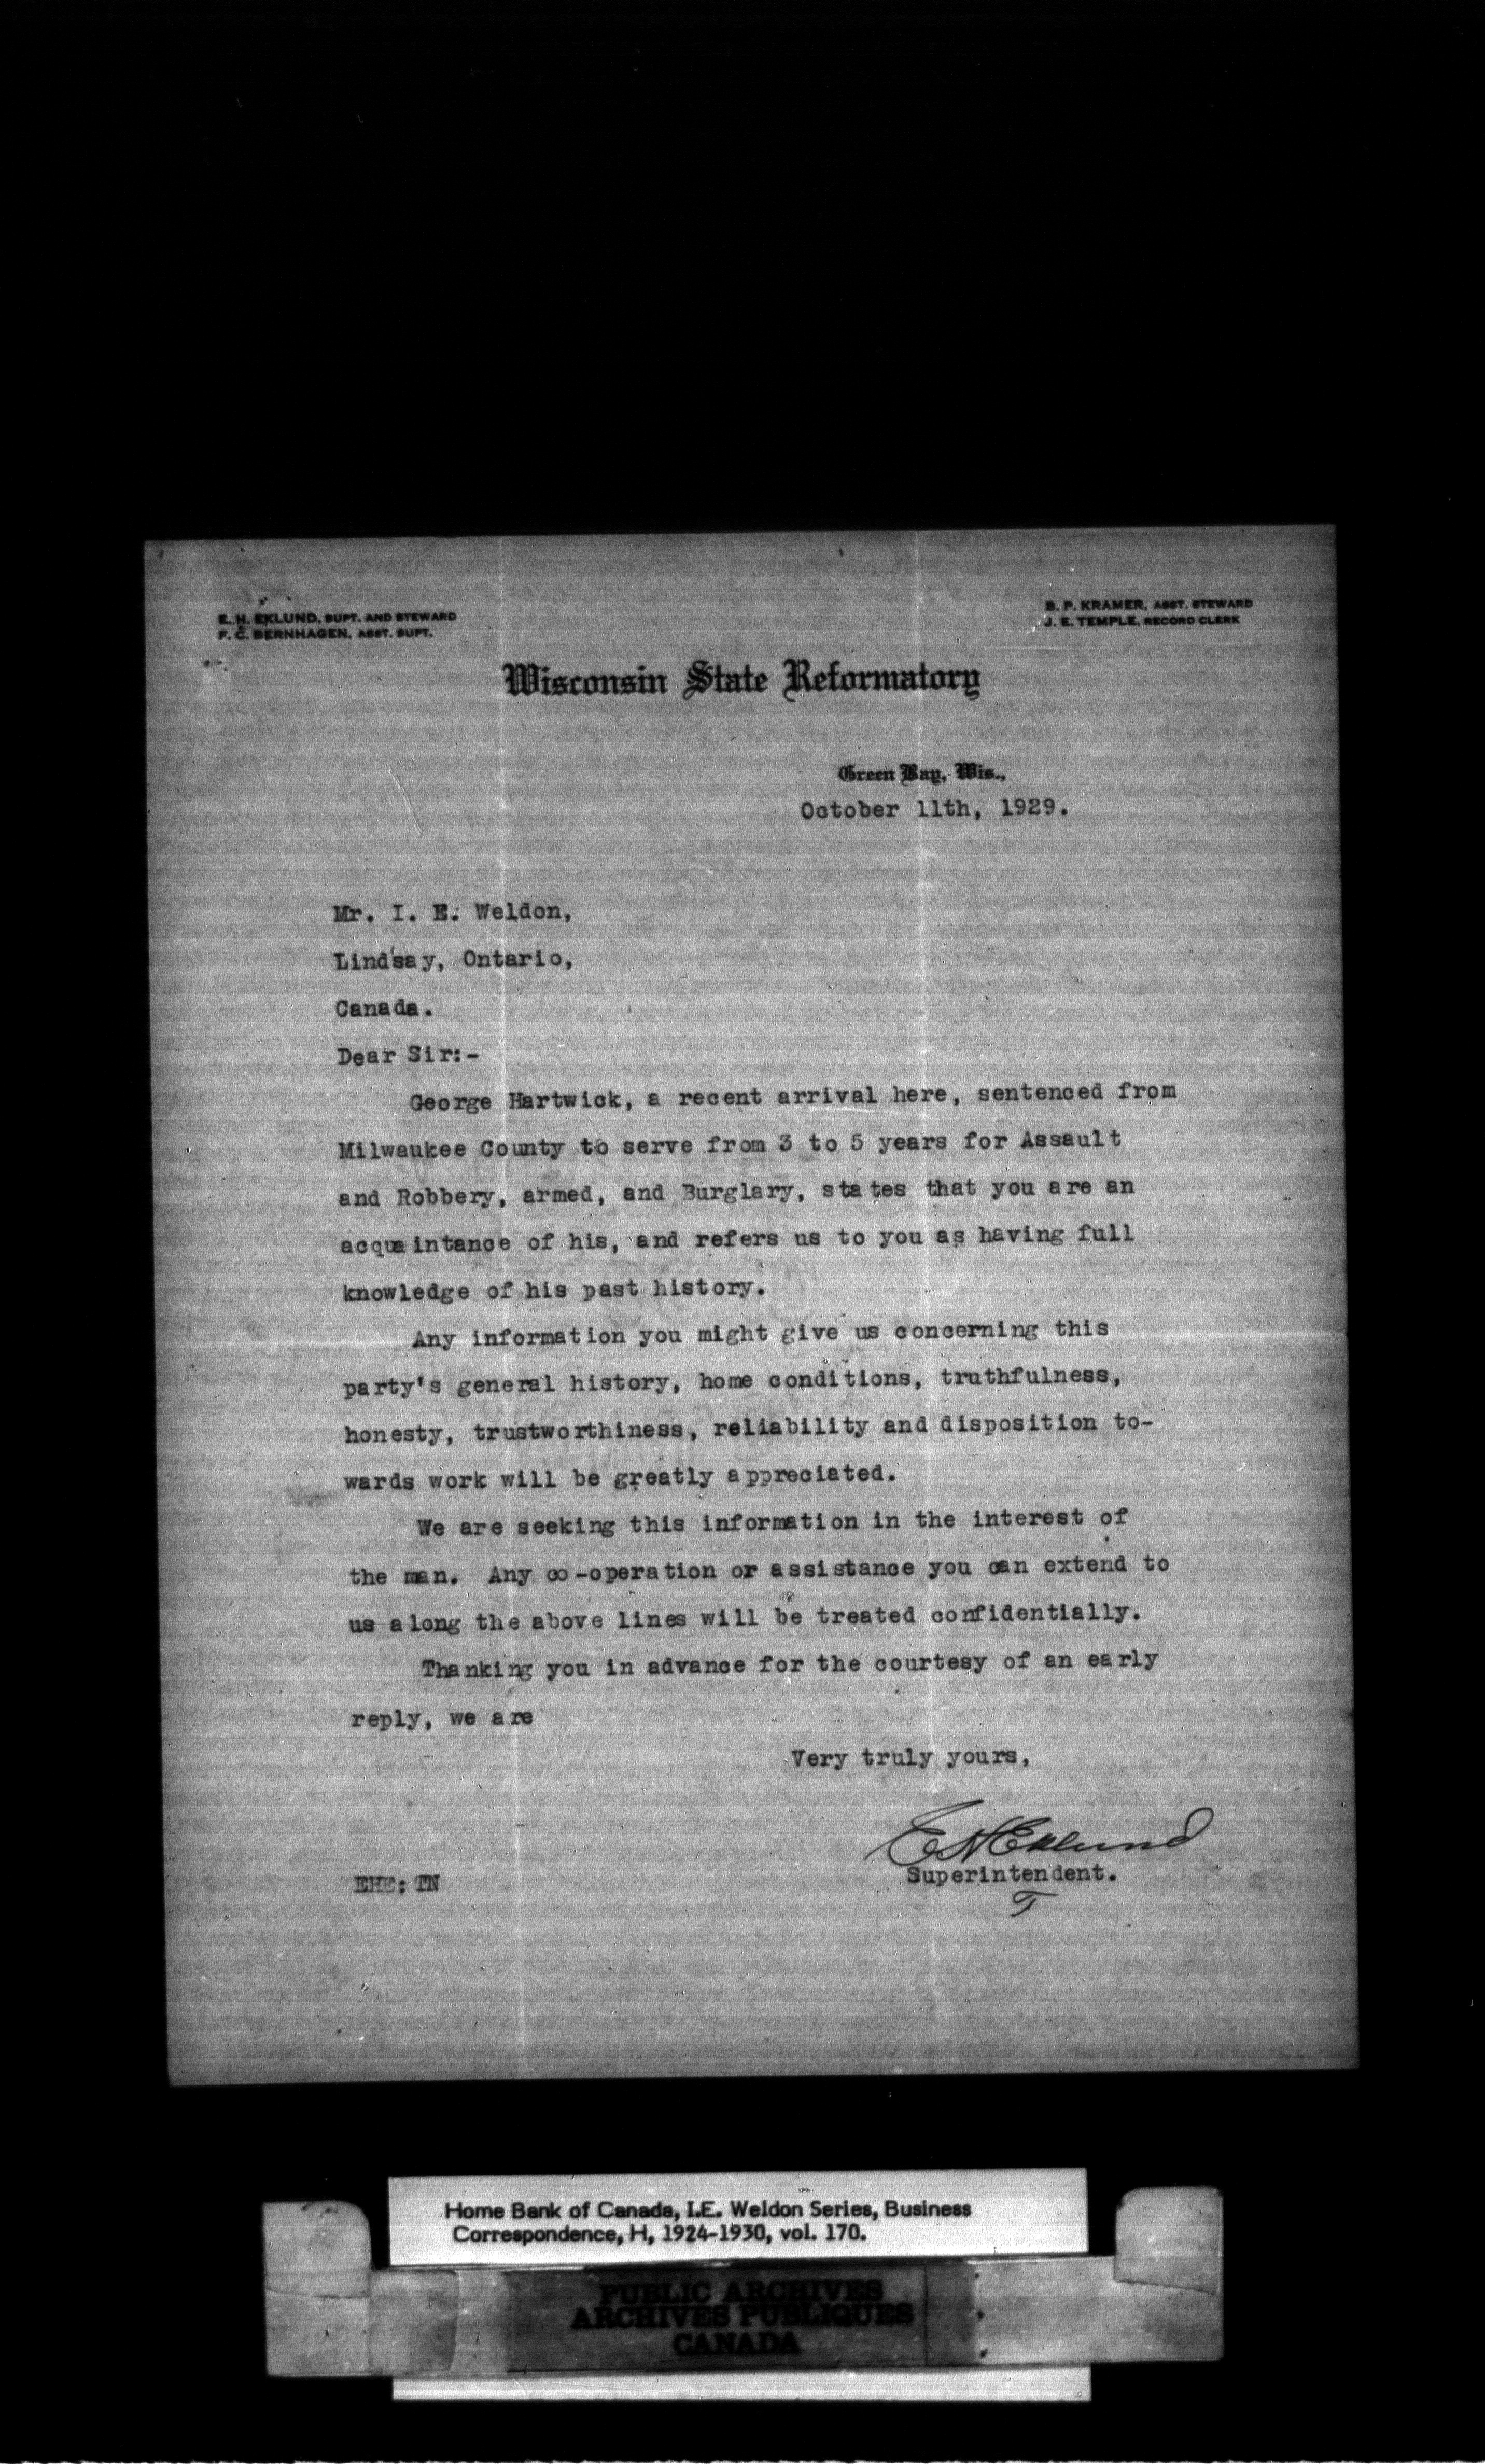 E. H. EKLUND, SUPT. AND STEWARD
F. C. BERNHAGEN, ASST. SUPT.
B. P. KRAMER, ASST. STEWARD
J. E. TEMPLE, RECORD CLERK
Wisconsin State Reformatory
Green Bay, Wis.,
October 11th, 1929.
Mr. I. E. Weldon,
Lindsay, Ontario,
Canada.
Dear Sir:-
George Hartwick, a recent arrival here, sentenced from
Milwaukee County to serve from 3 to 5 years for Assault
and Robbery, armed, and Burglary, states that you are an
acquaintance of his, and refers us to you as having full
knowledge of his past history.
Any information you might give us concerning this
party's general history, home conditions, truthfulness,
honesty, trustworthiness, reliability and disposition to-
wards work will be greatly appreciated.
We are seeking this information in the interest of
the man. Any co-operation or assistance you can extend to
us along the above lines will be treated confidentially.
Thanking you in advance for the courtesy of an early
reply, we are
Very truly yours,
E H Eklund
Superintendent.
T
EHE:TN
Home Bank of Canada, I.E. Weldon Series, Business
Correspondence, H, 1924-1930, vol. 170.
PUBLIC ARCHIVES
ARCHIVES PUBLIQUES
CANADA